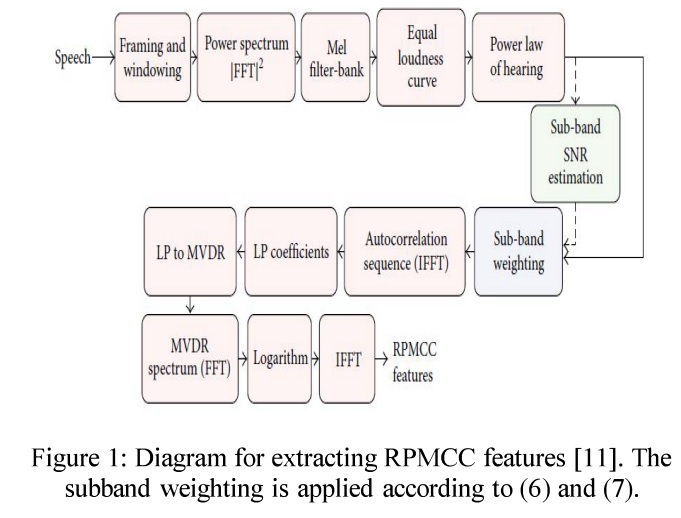 Speech
Framing and
windowing
Power spectrum
|FFT|²
Mel
filter-bank
Equal
loudness
curve
Power law
of hearing
Sub-band
SNR
estimation
LP to MVDR
LP coefficients
Autocorrelation
sequence (IFFT)
Sub-band
weighting
MVDR
spectrum (FFT)
Logarithm
IFFT
RPMCC
features
Figure 1: Diagram for extracting RPMCC features [11]. The
subband weighting is applied according to (6) and (7).